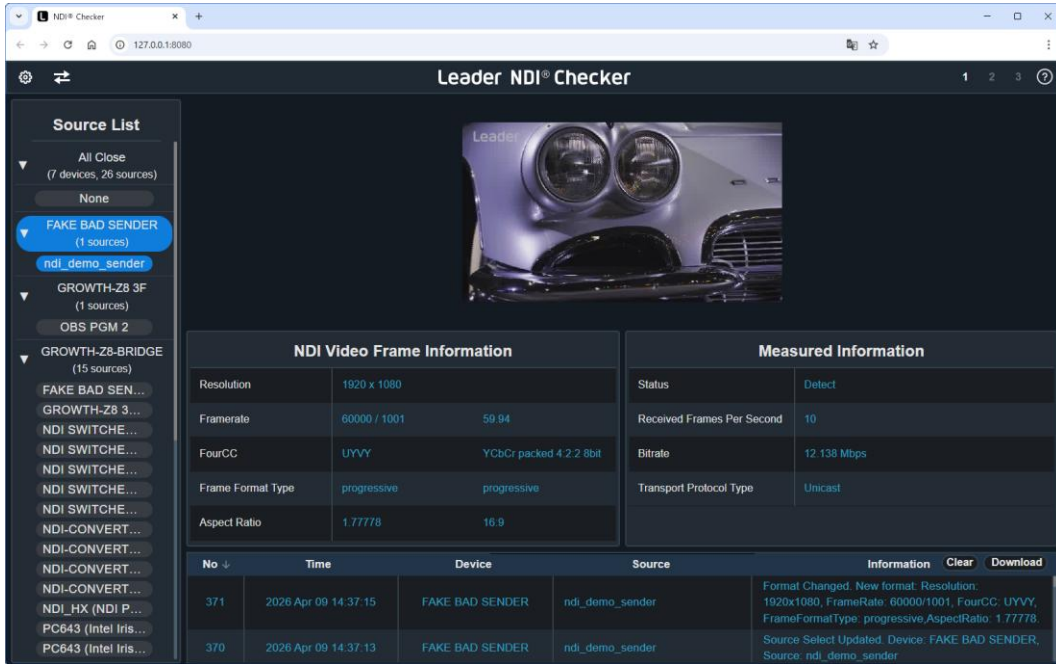 NDI® Checker
127.0.0.1:8080
Leader NDI® Checker
1 2 3
Source List
All Close
(7 devices, 26 sources)
None
FAKE BAD SENDER
(1 sources)
ndi_demo_sender
GROWTH-Z8 3F
(1 sources)
OBS PGM 2
GROWTH-Z8-BRIDGE
(15 sources)
FAKE BAD SEN...
GROWTH-Z8 3...
NDI SWITCHE...
NDI SWITCHE...
NDI SWITCHE...
NDI SWITCHE...
NDI SWITCHE...
NDI-CONVERT...
NDI-CONVERT...
NDI-CONVERT...
NDI-CONVERT...
NDI_HX (NDI P...
PC643 (Intel Iris...
PC643 (Intel Iris...
Leader
NDI Video Frame Information
Resolution 1920 x 1080
Framerate 60000 / 1001 59.94
FourCC UYVY YCbCr packed 4:2:2 8bit
Frame Format Type progressive progressive
Aspect Ratio 1.77778 16:9
Measured Information
Status Detect
Received Frames Per Second 10
Bitrate 12.138 Mbps
Transport Protocol Type Unicast
No ↓ Time Device Source Information Clear Download
371 2026 Apr 09 14:37:15 FAKE BAD SENDER ndi_demo_sender Format Changed. New format: Resolution:
1920x1080, FrameRate: 60000/1001, FourCC: UYVY,
FrameFormatType: progressive,AspectRatio: 1.77778.
370 2026 Apr 09 14:37:13 FAKE BAD SENDER ndi_demo_sender Source Select Updated. Device: FAKE BAD SENDER,
Source: ndi_demo_sender